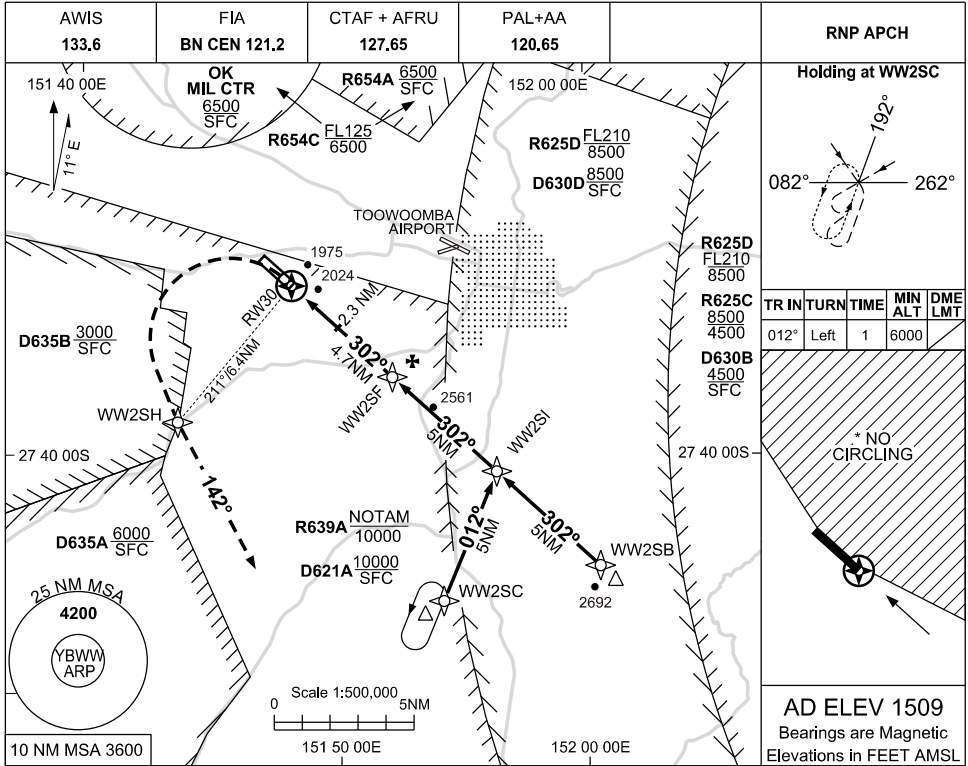 AWIS
133.6
FIA
BN CEN 121.2
CTAF + AFRU
127.65
PAL+AA
120.65
RNP APCH
151 40 00E
OK
MIL CTR
6500
SFC
R654A 6500
SFC
152 00 00E
R654C FL125
6500
11° E
R625D FL210
8500
D630D 8500
SFC
TOOWOOMBA
AIRPORT
1975
2024
RW30
2.3 NM
302°
4.7NM
D635B 3000
SFC
211°/6.4NM
WW2SF
2561
WW2SH
302°
5NM
WW2SI
R625D
FL210
8500
R625C
8500
4500
D630B
4500
SFC
27 40 00S
27 40 00S
142°
R639A NOTAM
10000
012°
5NM
302°
5NM
D635A 6000
SFC
D621A 10000
SFC
WW2SB
WW2SC
2692
25 NM MSA
4200
YBWW
ARP
10 NM MSA 3600
Scale 1:500,000
0
5NM
151 50 00E
152 00 00E
Holding at WW2SC
192°
082°
262°
TR IN TURN TIME MIN ALT DME LMT
012° Left 1 6000
* NO
CIRCLING
AD ELEV 1509
Bearings are Magnetic
Elevations in FEET AMSL